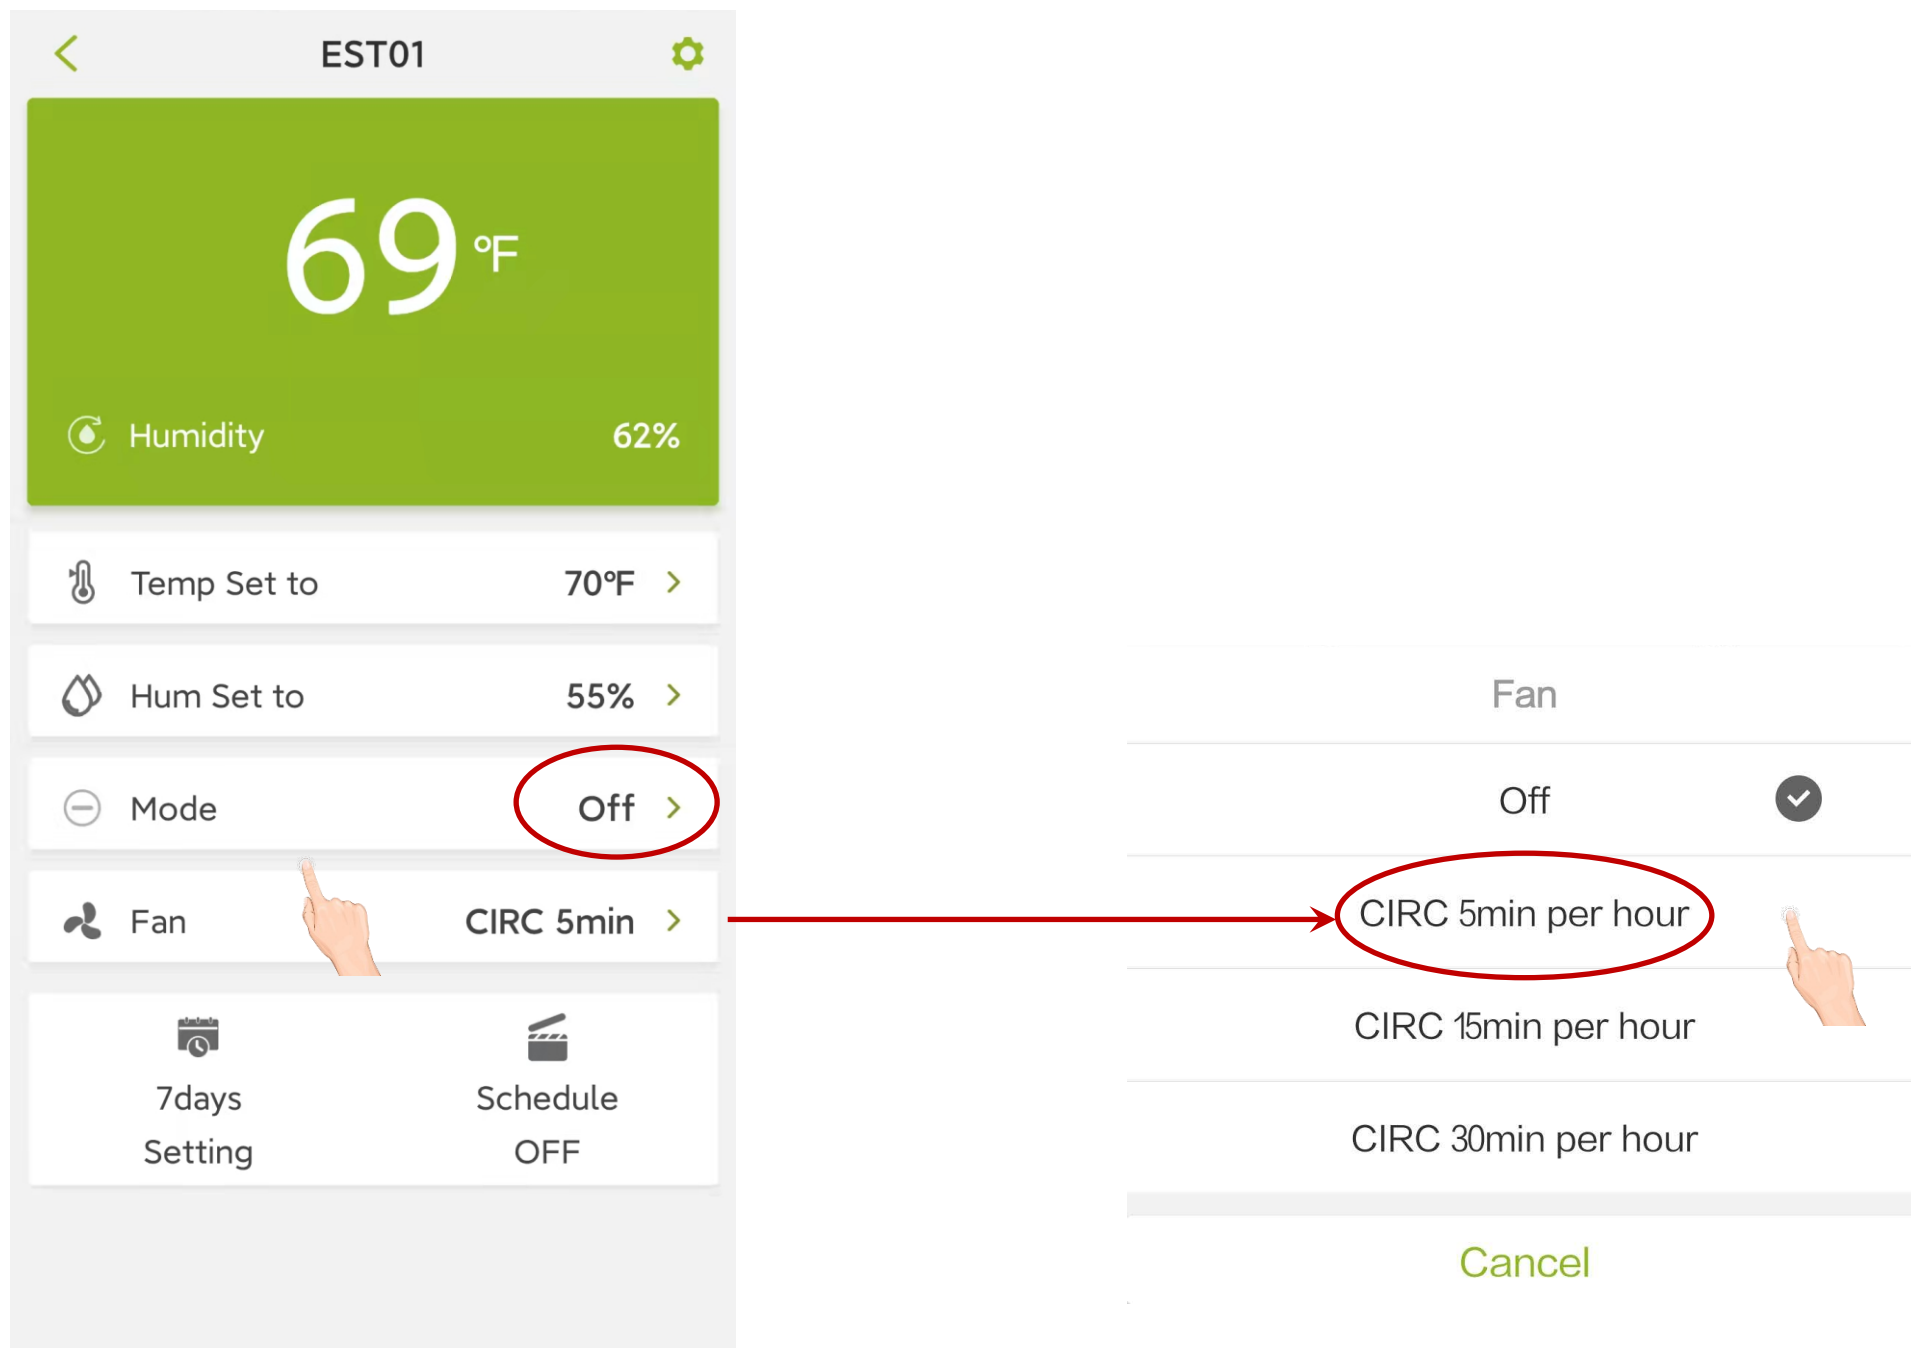 EST01
69 °F
Humidity 62%
Temp Set to 70°F
Hum Set to 55%
Mode Off
Fan CIRC 5min
7days Schedule
Setting OFF
Fan
Off
CIRC 5min per hour
CIRC 15min per hour
CIRC 30min per hour
Cancel